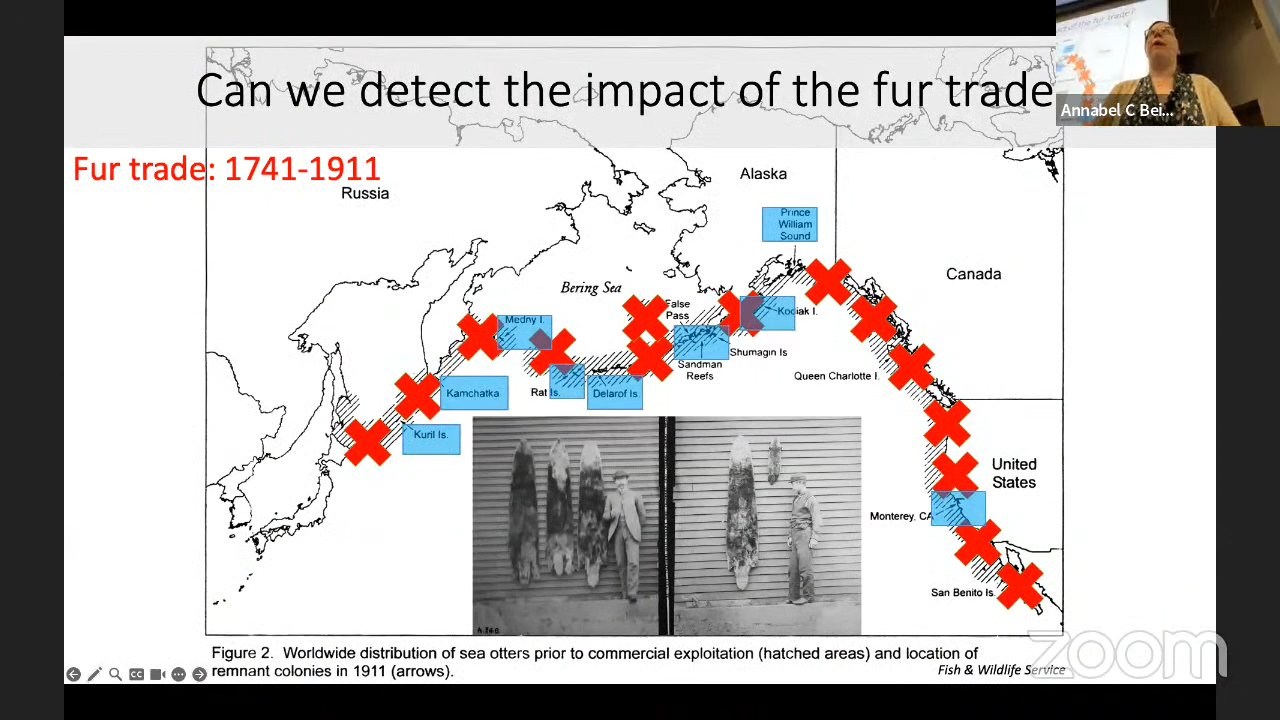 Can we detect the impact of the fur trade
Annabel C Bei...
Fur trade: 1741-1911
Russia
Alaska
Prince
William
Sound
Canada
Bering Sea
False
Pass
Medny I.
Kodiak I.
Shumagin Is
Sandman
Reefs
Queen Charlotte I.
Kamchatka
Rat Is.
Delarof Is.
Kuril Is.
United
States
Monterey, CA
San Benito Is.
Figure 2. Worldwide distribution of sea otters prior to commercial exploitation (hatched areas) and location of
remnant colonies in 1911 (arrows).
Fish & Wildlife Service
zoom